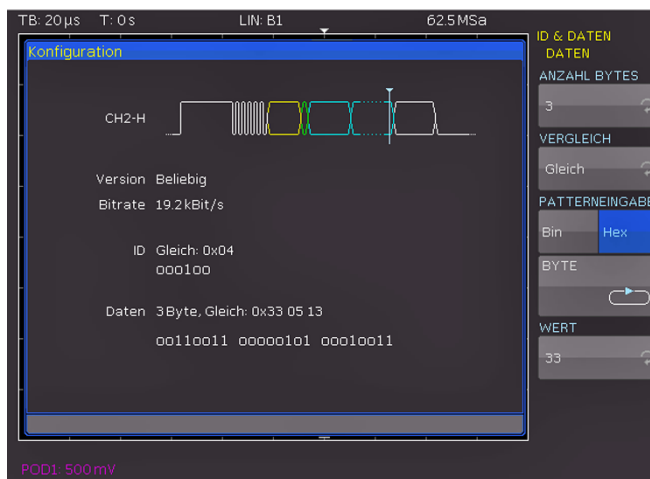 TB: 20 µs T: 0 s LIN: B1 62.5 MSa
Konfiguration
CH2-H
Version Beliebig
Bitrate 19.2 kBit/s
ID Gleich: 0x04
000100
Daten 3 Byte, Gleich: 0x33 05 13
00110011 00000101 00010011
ID & DATEN
DATEN
ANZAHL BYTES
3
VERGLEICH
Gleich
PATTERNEINGABE
Bin Hex
BYTE
WERT
33
POD1: 500 mV